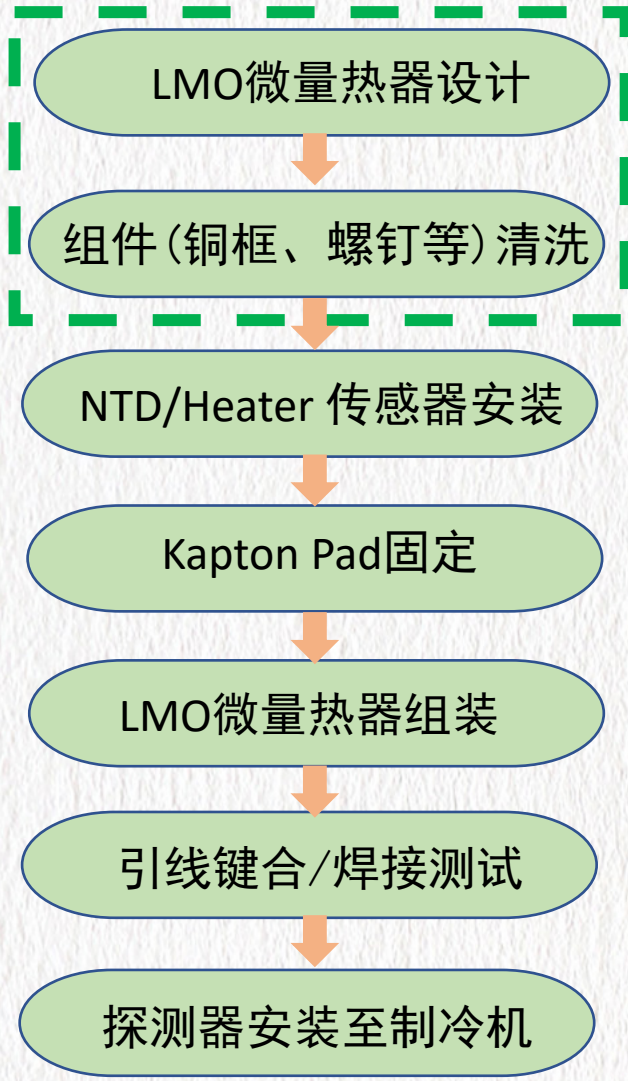 LMO微量热器设计
组件(铜框、螺钉等)清洗
NTD/Heater 传感器安装
Kapton Pad固定
LMO微量热器组装
引线键合/焊接测试
探测器安装至制冷机